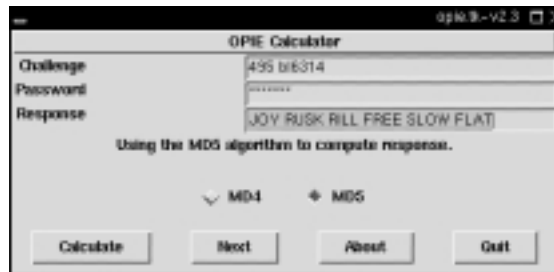 opie.tk-v2.3
OPIE Calculator
Challenge 495 bl6314
Password *******
Response JOY RUSK RILL FREE SLOW FLAT
Using the MD5 algorithm to compute response.
MD4 MD5
Calculate Next About Quit